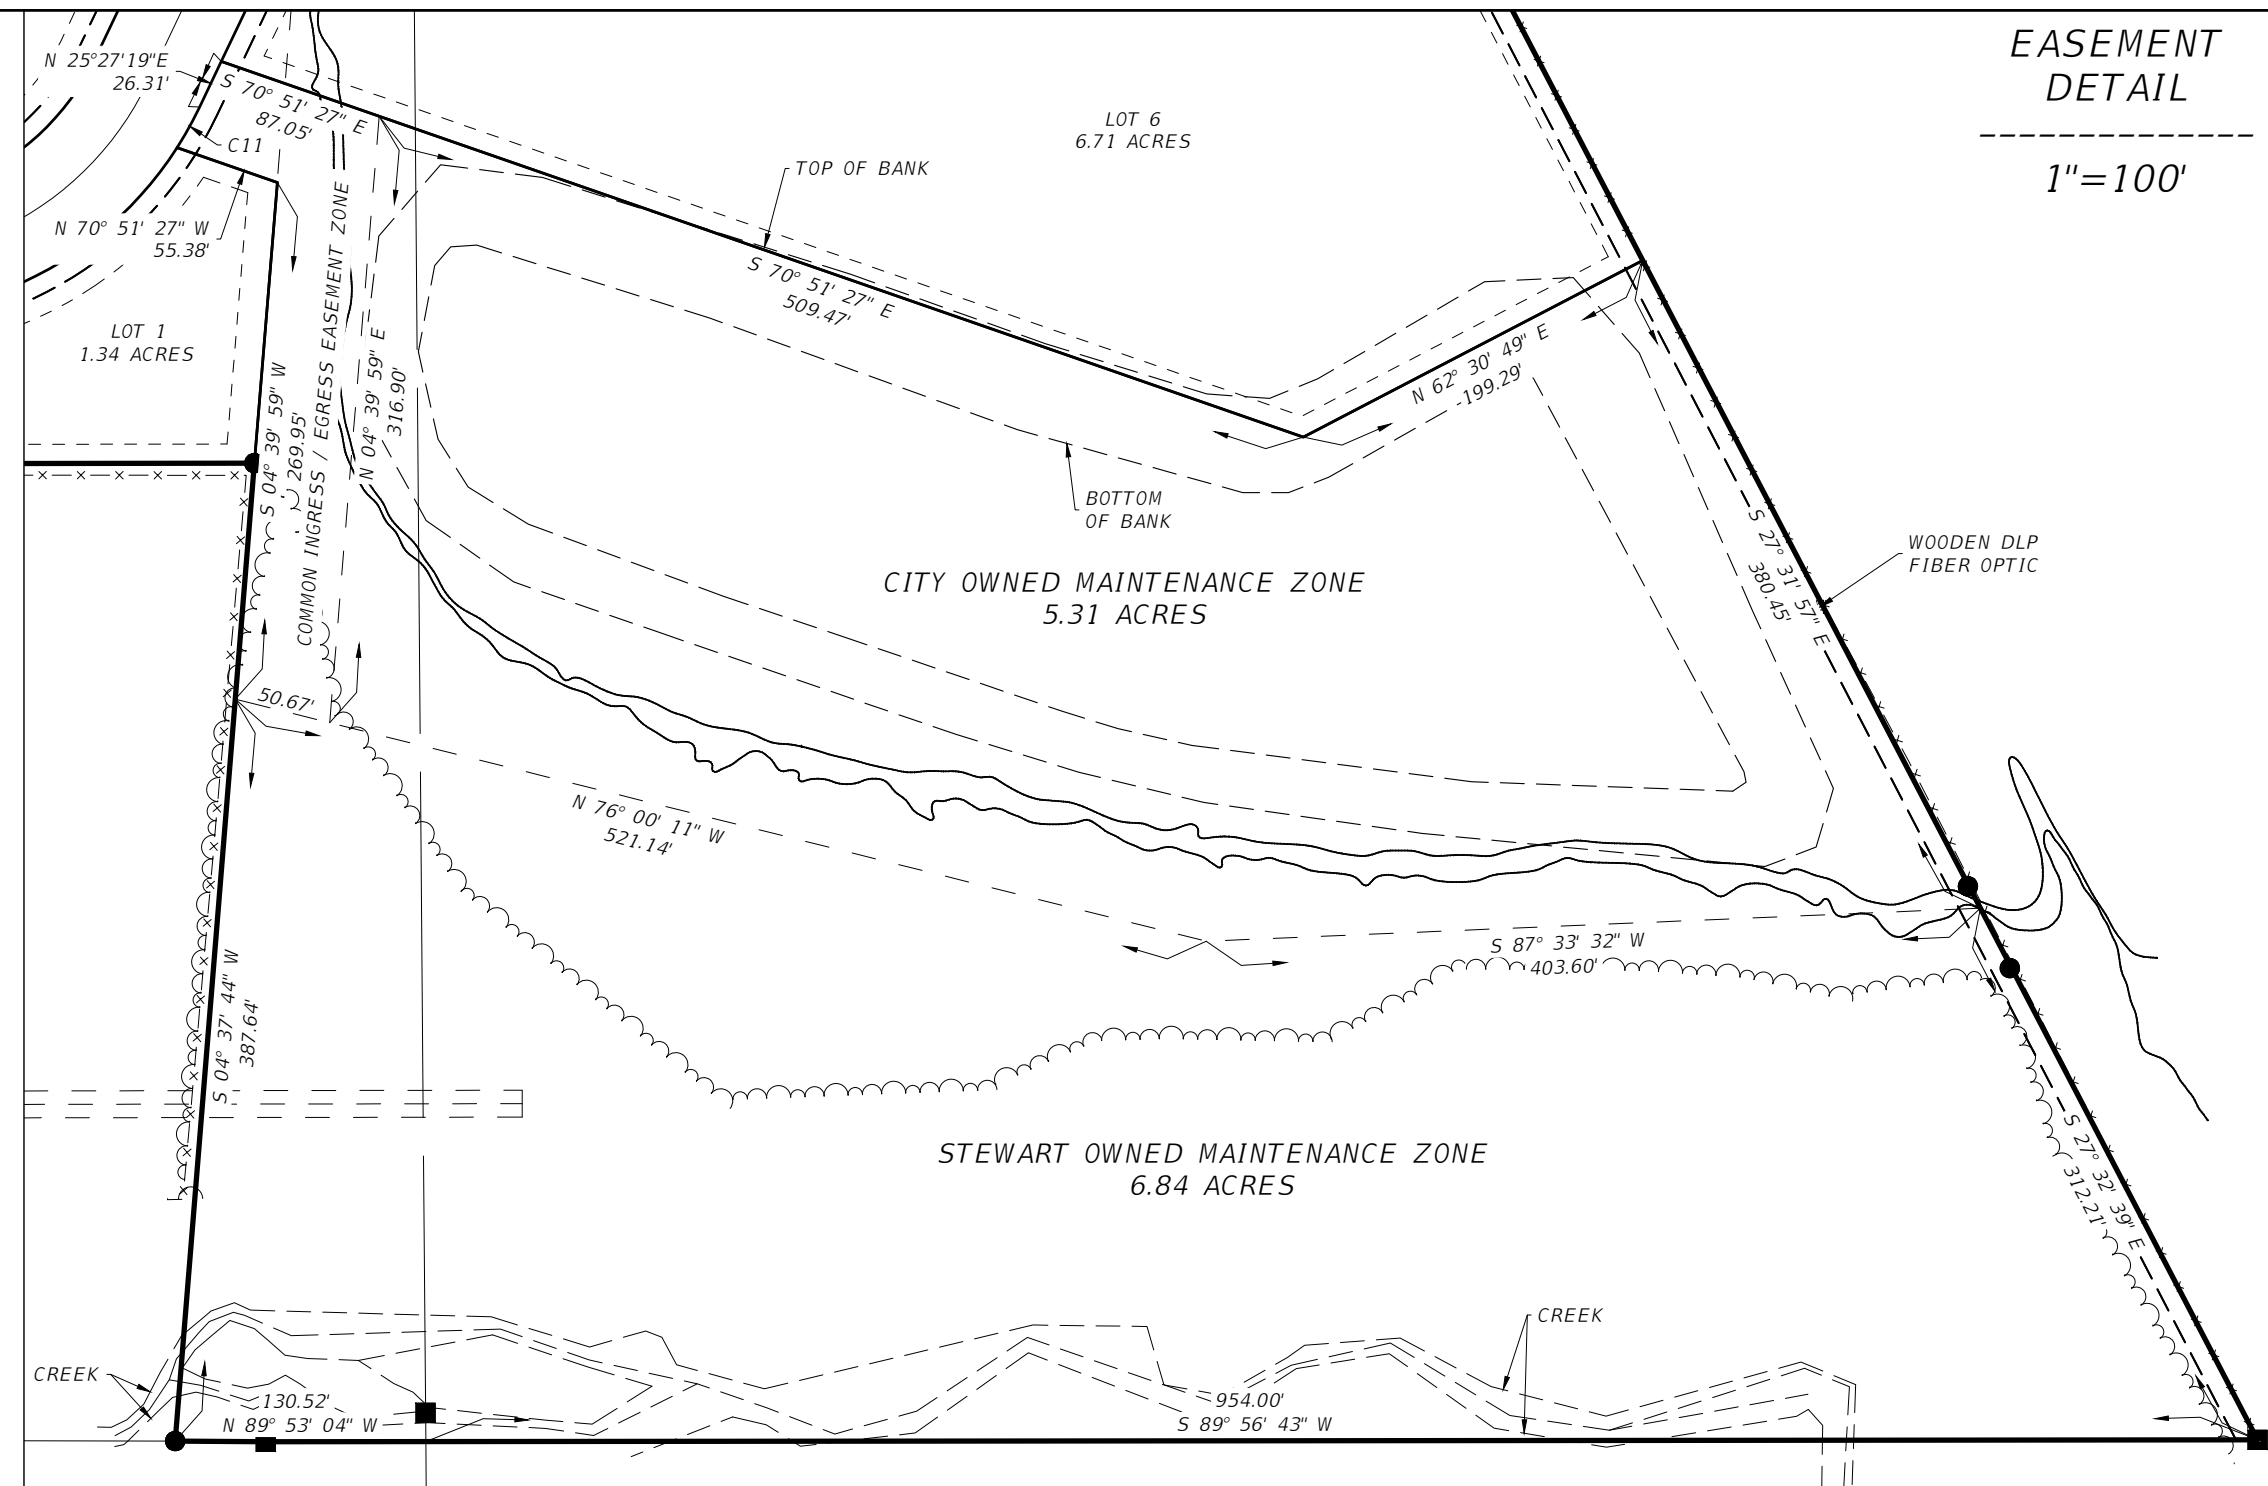 EASEMENT
DETAIL
1"=100'
N 25°27'19"E
26.31'
S 70° 51' 27" E
87.05'
C11
LOT 6
6.71 ACRES
TOP OF BANK
N 70° 51' 27" W
55.38'
S 70° 51' 27" E
509.47'
LOT 1
1.34 ACRES
COMMON INGRESS / EGRESS EASEMENT ZONE
S 04° 39' 59" W
269.95'
N 04° 39' 59" E
316.90'
N 62° 30' 49" E
199.29'
BOTTOM
OF BANK
WOODEN DLP
FIBER OPTIC
S 27° 31' 57" E
380.45'
CITY OWNED MAINTENANCE ZONE
5.31 ACRES
50.67'
N 76° 00' 11" W
521.14'
S 87° 33' 32" W
403.60'
S 04° 37' 44" W
387.64'
STEWART OWNED MAINTENANCE ZONE
6.84 ACRES
S 27° 32' 39" E
312.21'
CREEK
CREEK
130.52'
N 89° 53' 04" W
954.00'
S 89° 56' 43" W